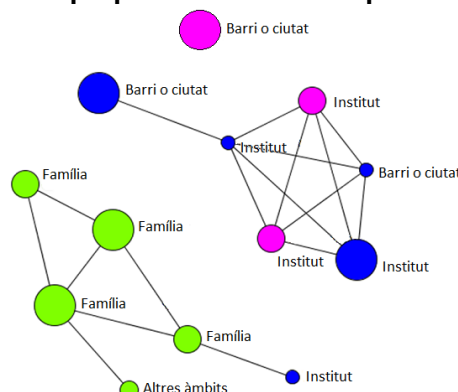 Barri o ciutat
Barri o ciutat
Institut
Institut
Barri o ciutat
Família
Família
Institut
Institut
Família
Família
Institut
Altres àmbits